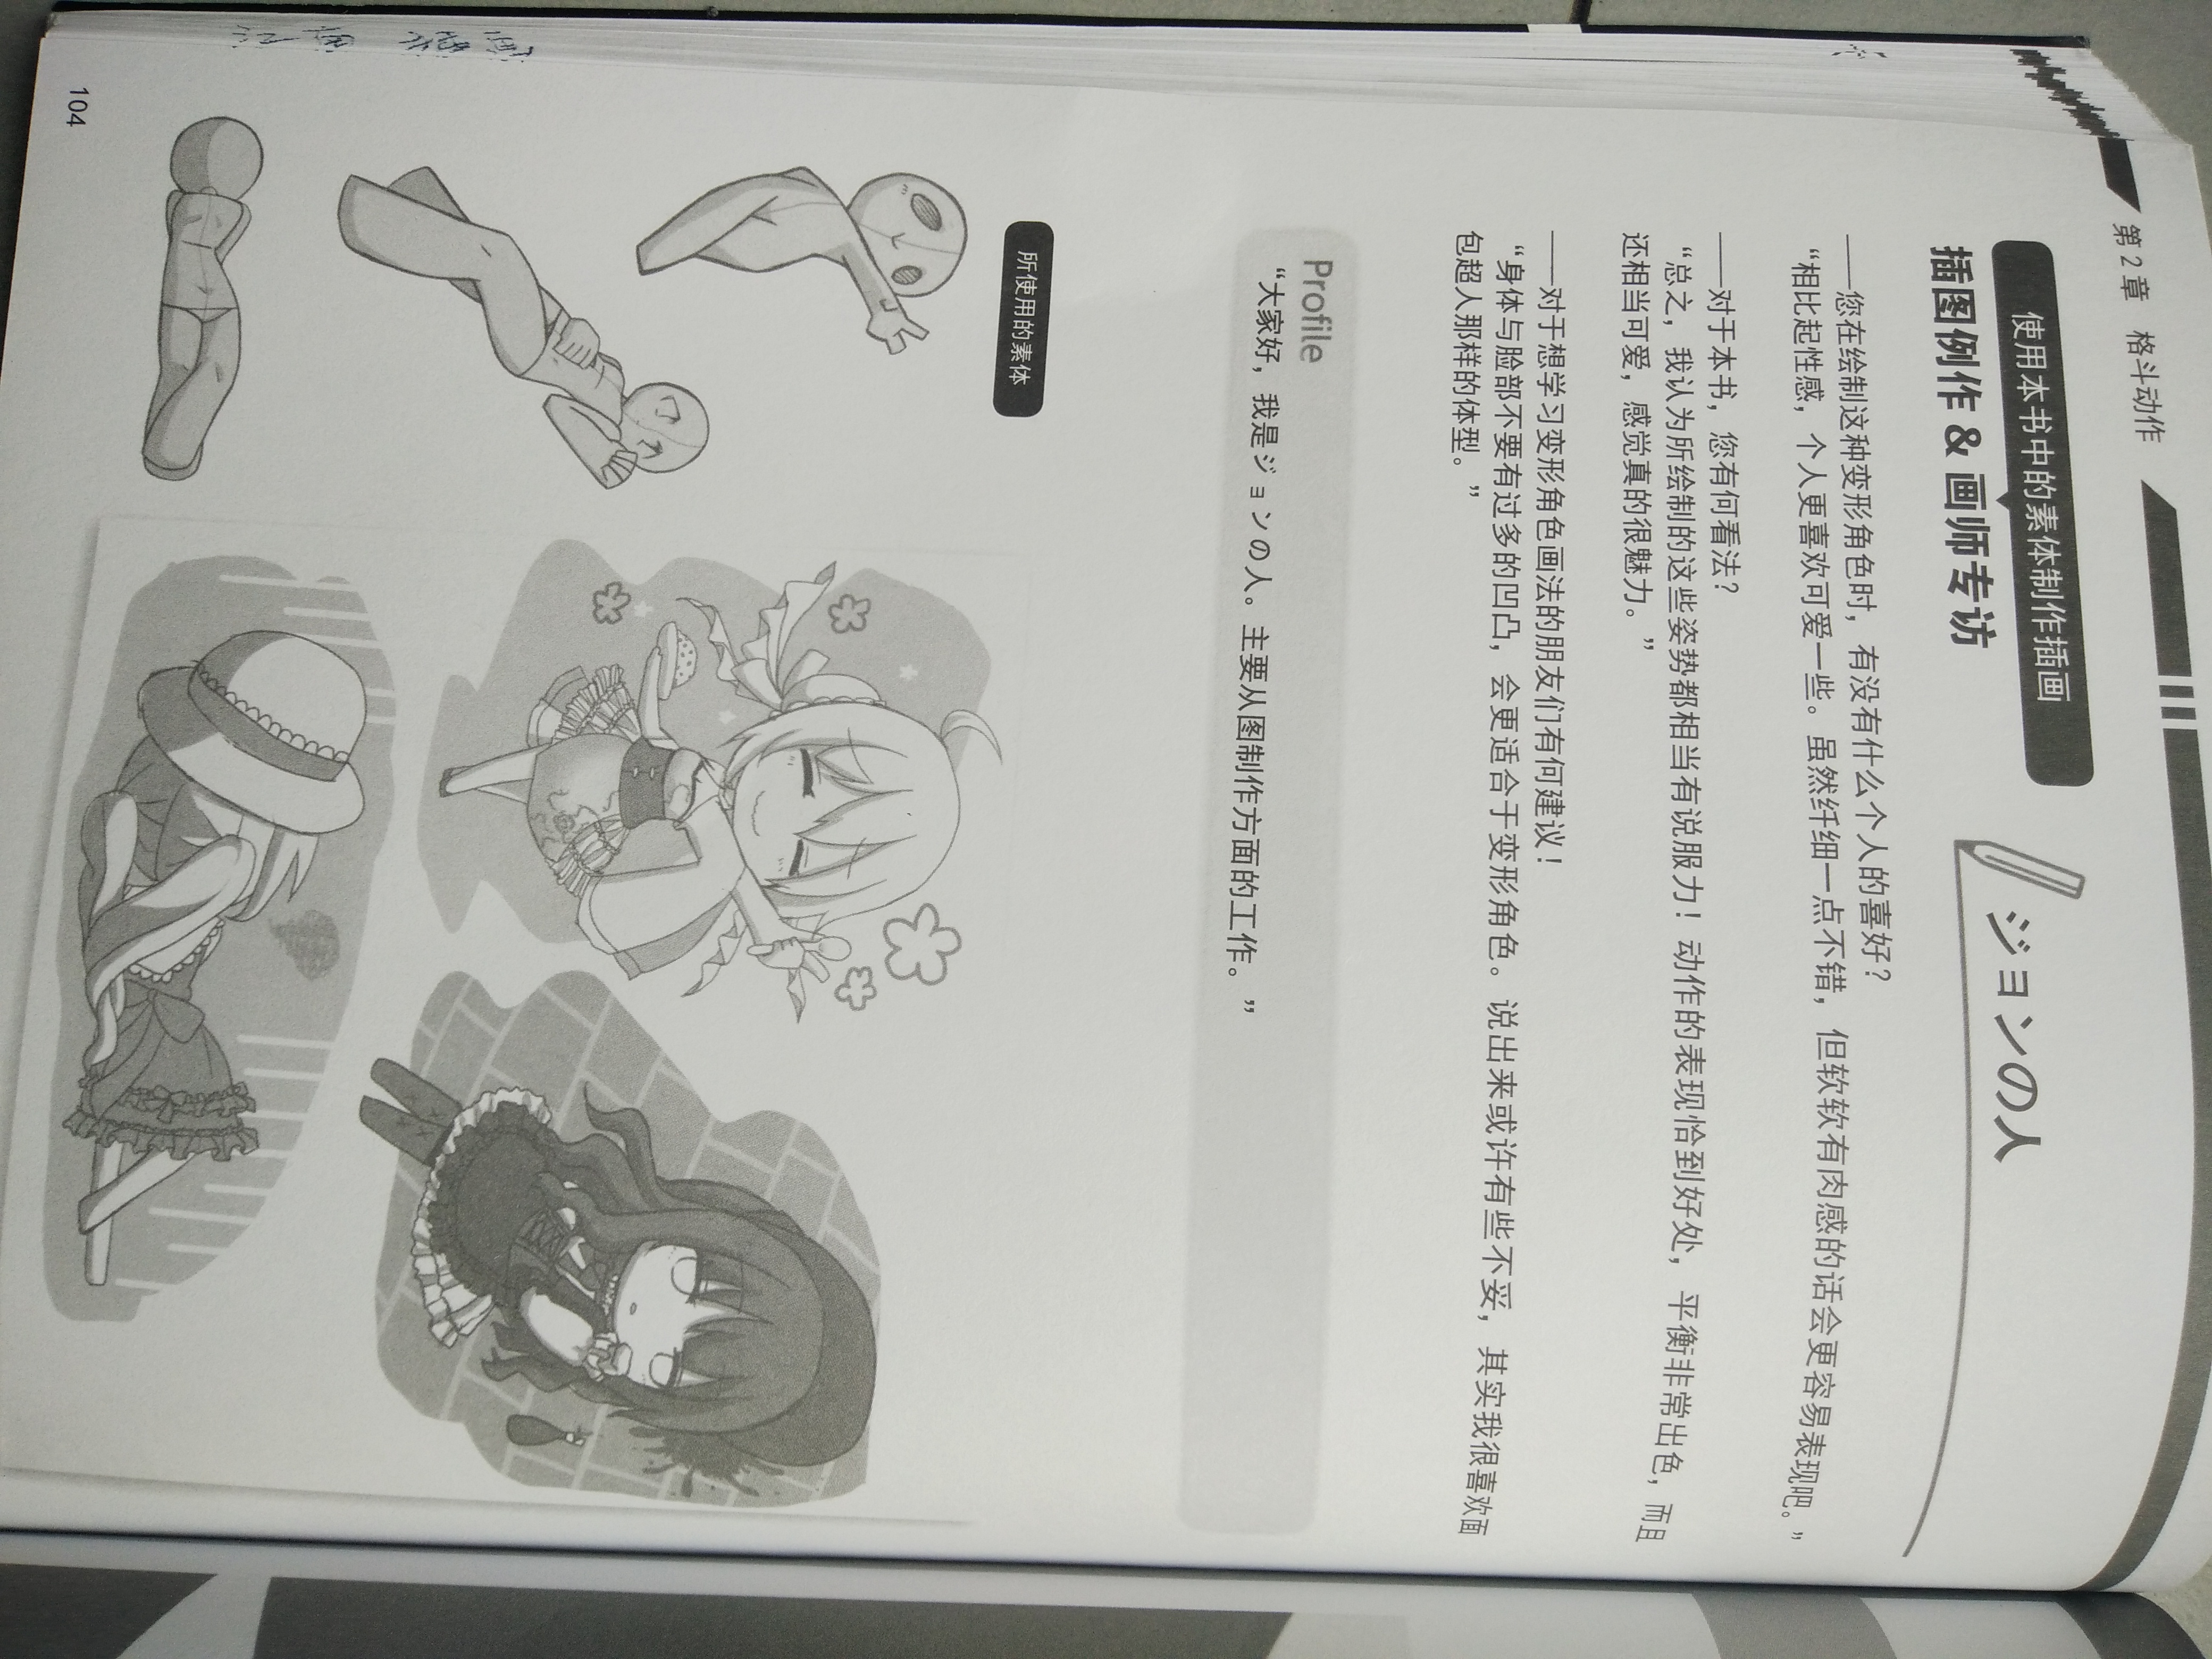 第2章 格斗动作
使用本书中的素体制作插画
插图例作 & 画师专访
ジョンの人
——您在绘制这种变形角色时，有没有什么个人的喜好？
“相比起性感，个人更喜欢可爱一些。虽然纤细一点不错，但软软有肉感的话会更容易表现吧。”
——对于本书，您有何看法？
“总之，我认为所绘制的这些姿势都相当有说服力！动作的表现恰到好处，平衡非常出色，而且
还相当可爱，感觉真的很魅力。”
——对于想学习变形角色画法的朋友们有何建议！
“身体与脸部不要有过多的凹凸，会更适合于变形角色。说出来或许有些不妥，其实我很喜欢面
包超人那样的体型。”
Profile
“大家好，我是ジョンの人。主要从图制作方面的工作。”
所使用的素体
104